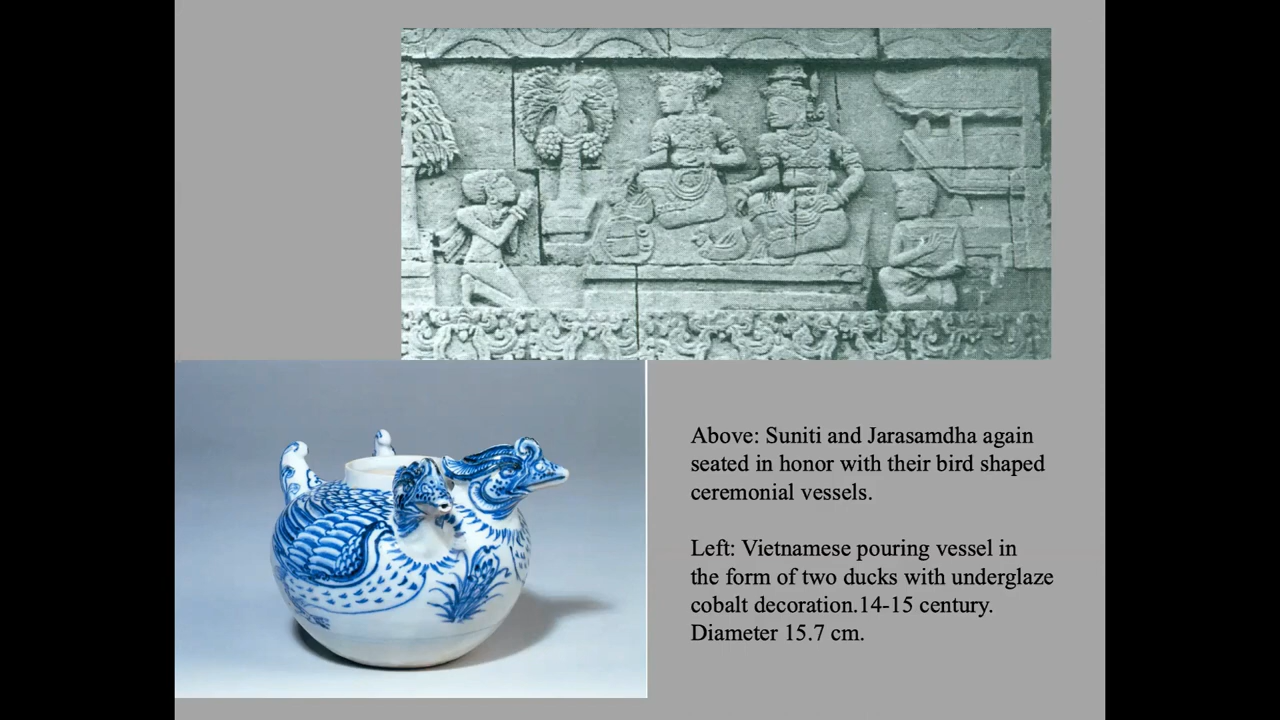 Above: Suniti and Jarasamdha again
seated in honor with their bird shaped
ceremonial vessels.
Left: Vietnamese pouring vessel in
the form of two ducks with underglaze
cobalt decoration.14-15 century.
Diameter 15.7 cm.